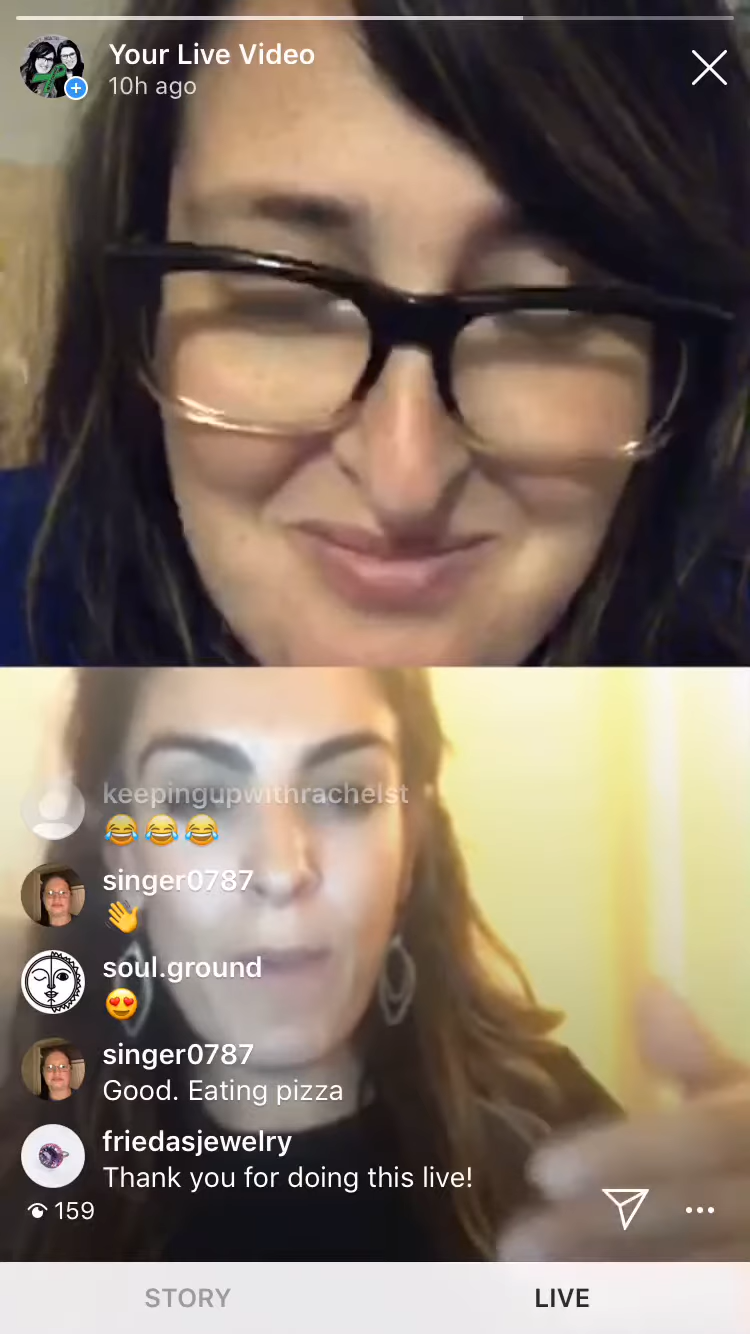 Your Live Video
10h ago
keepingupwithrachelst
😂😂😂
singer0787
👋
soul.ground
😍
singer0787
Good. Eating pizza
friedasjewelry
Thank you for doing this live!
159
STORY
LIVE